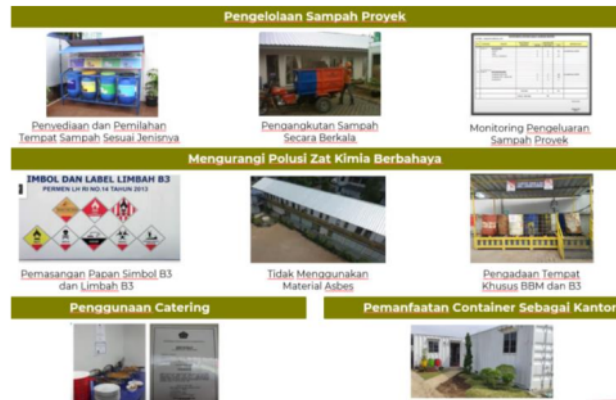 Pengelolaan Sampah Proyek
Penyediaan dan Pemilahan
Tempat Sampah Sesuai Jenisnya
Pengangkutan Sampah
Secara Berkala
Monitoring Pengeluaran
Sampah Proyek
Mengurangi Polusi Zat Kimia Berbahaya
IMBOL DAN LABEL LIMBAH B3
PERMEN LH RI NO.14 TAHUN 2013
Pemasangan Papan Simbol B3
dan Limbah B3
Tidak Menggunakan
Material Asbes
Pengadaan Tempat
Khusus BBM dan B3
Penggunaan Catering
Pemanfaatan Container Sebagai Kantor